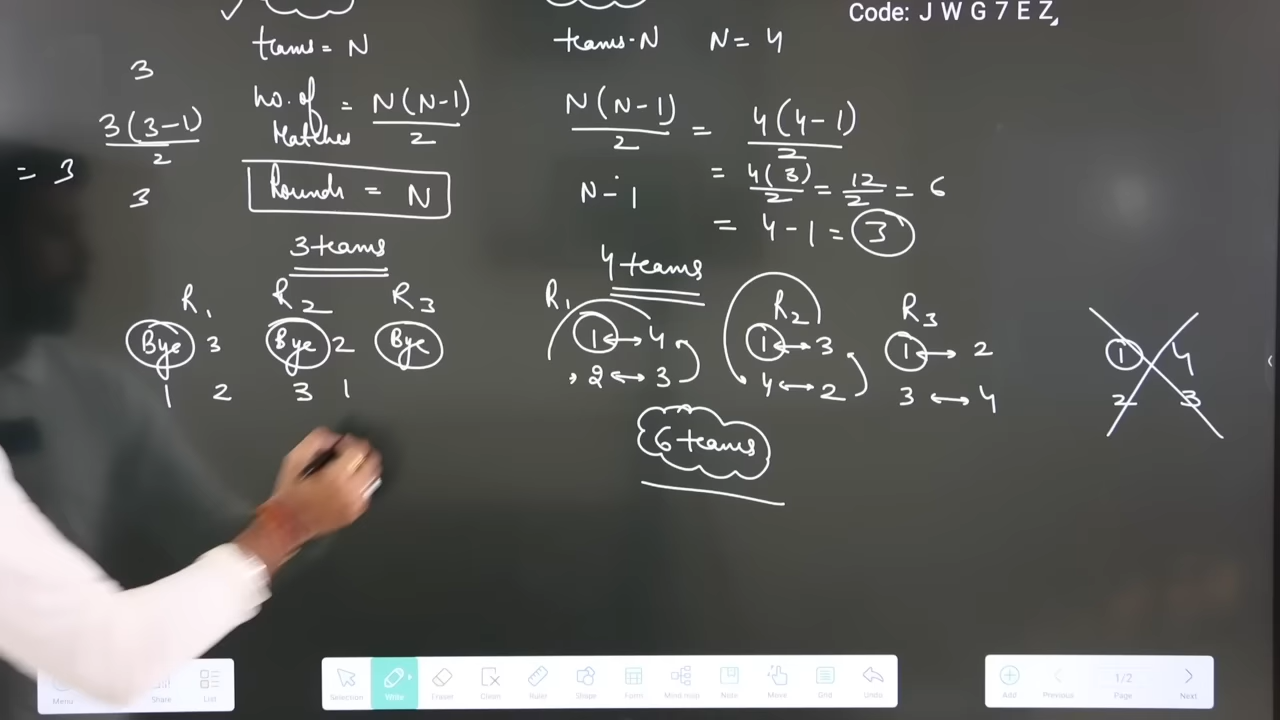 Code: J W G 7 E Z,
teams = N
3
no. of Matches = N(N-1)/2
3(3-1)/2
= 3
3
Rounds = N
3 teams
R1 R2 R3
Bye 3 Bye 2 Bye
1 2 3 1
teams - N N = 4
N(N-1)/2 = 4(4-1)/2
= 4(3)/2 = 12/2 = 6
N-1 = 4-1 = 3
4 teams
R1 R2 R3
1 ↔ 4 1 ↔ 3 1 ↔ 2
2 ↔ 3 4 ↔ 2 3 ↔ 4
1 4
2 3
6 teams
Menu Share List
Selection Write Eraser Clean Ruler Shape Form Mind map Note Move Grid Undo
1/2
Add Previous Page Next